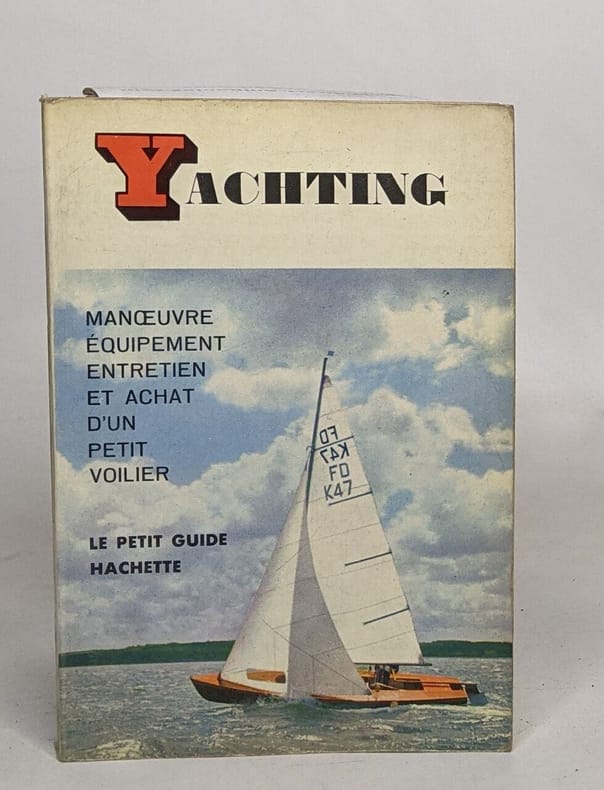 YACHTING
MANŒUVRE
ÉQUIPEMENT
ENTRETIEN
ET ACHAT
D'UN
PETIT
VOILIER
LE PETIT GUIDE
HACHETTE
FD
K47
FD
K47